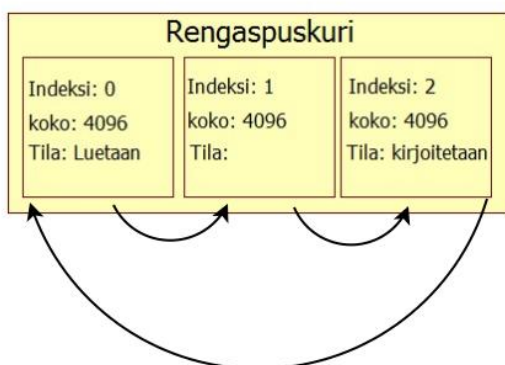 Rengaspuskuri
Indeksi: 0
koko: 4096
Tila: Luetaan
Indeksi: 1
koko: 4096
Tila:
Indeksi: 2
koko: 4096
Tila: kirjoitetaan